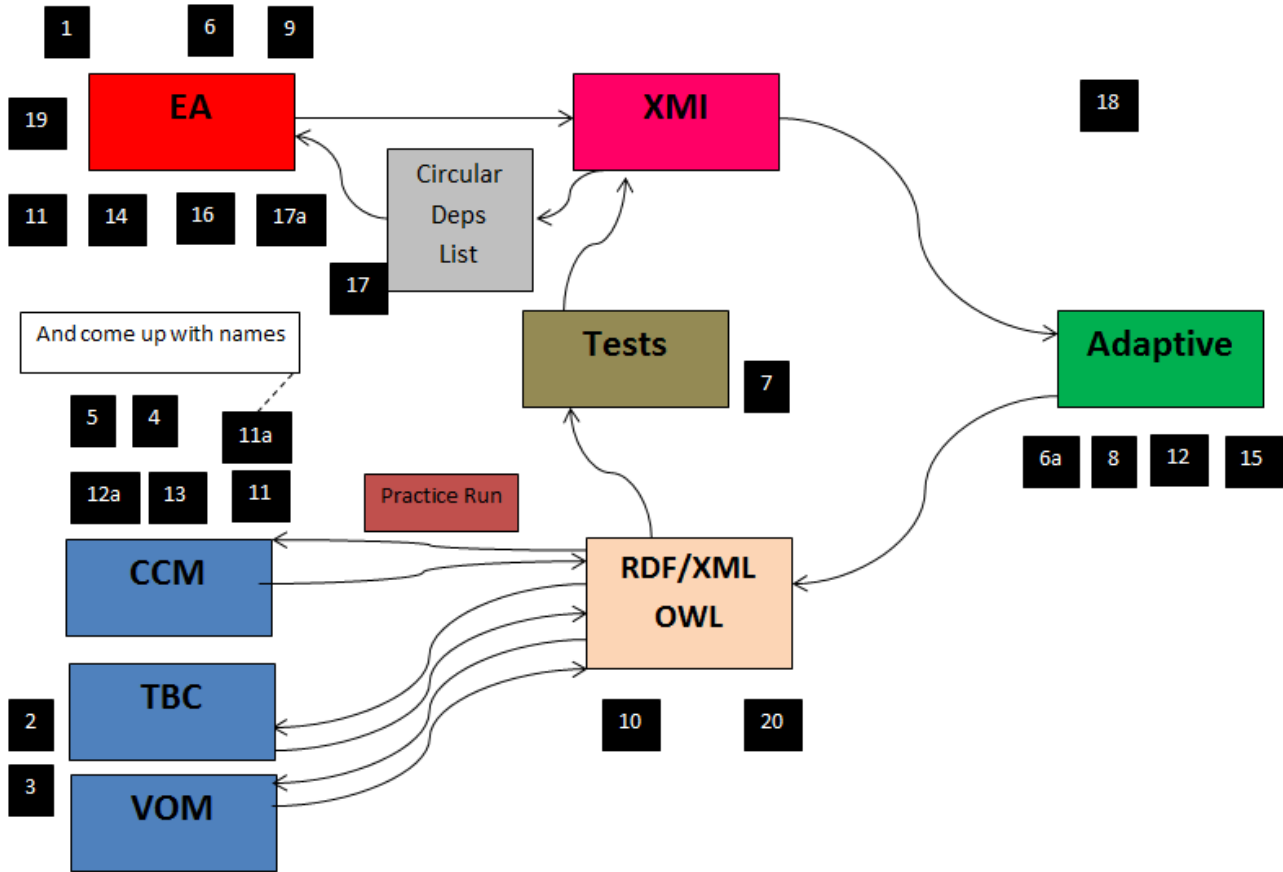 1
6
9
EA
XMI
18
19
Circular
Deps
List
11
14
16
17a
17
And come up with names
Tests
Adaptive
7
5
4
11a
6a
8
12
15
12a
13
11
Practice Run
CCM
RDF/XML
OWL
TBC
2
10
20
3
VOM